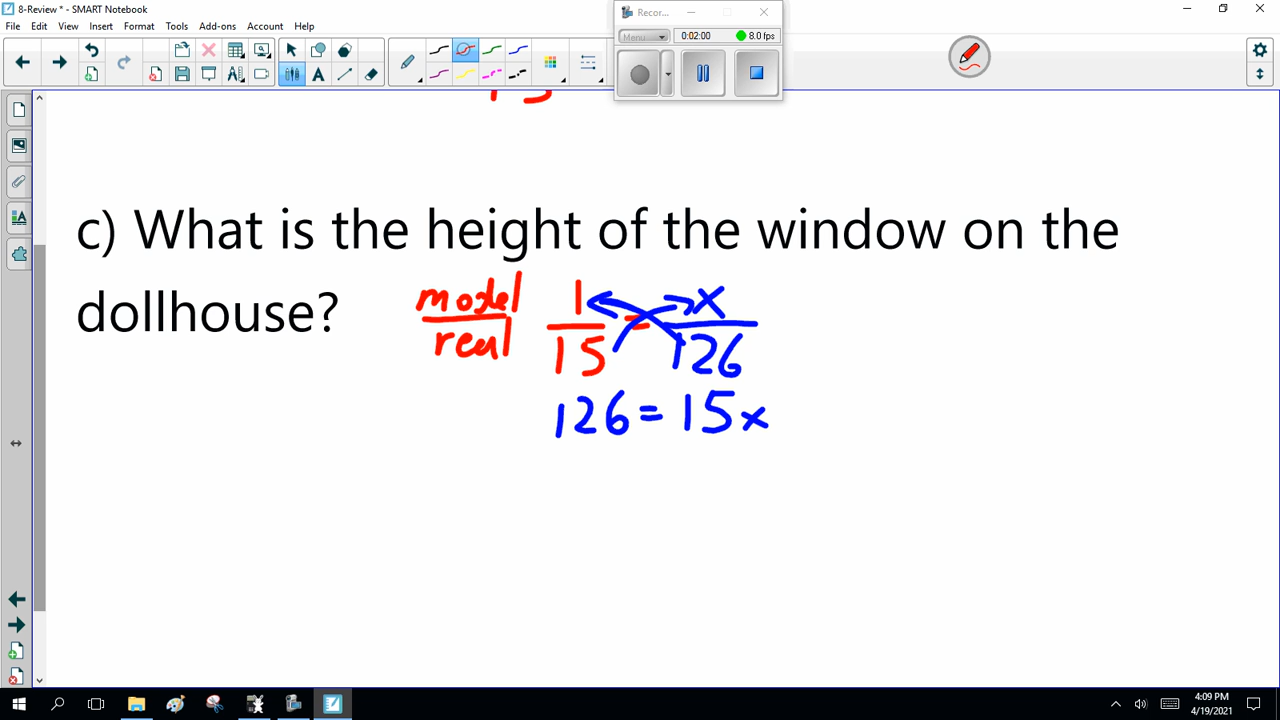 8-Review * - SMART Notebook
File Edit View Insert Format Tools Add-ons Account Help
Recor...
Menu 0:02:00 8.0 fps
c) What is the height of the window on the
dollhouse?
model 1 x
real 15 = 126
126 = 15x
4:09 PM
4/19/2021